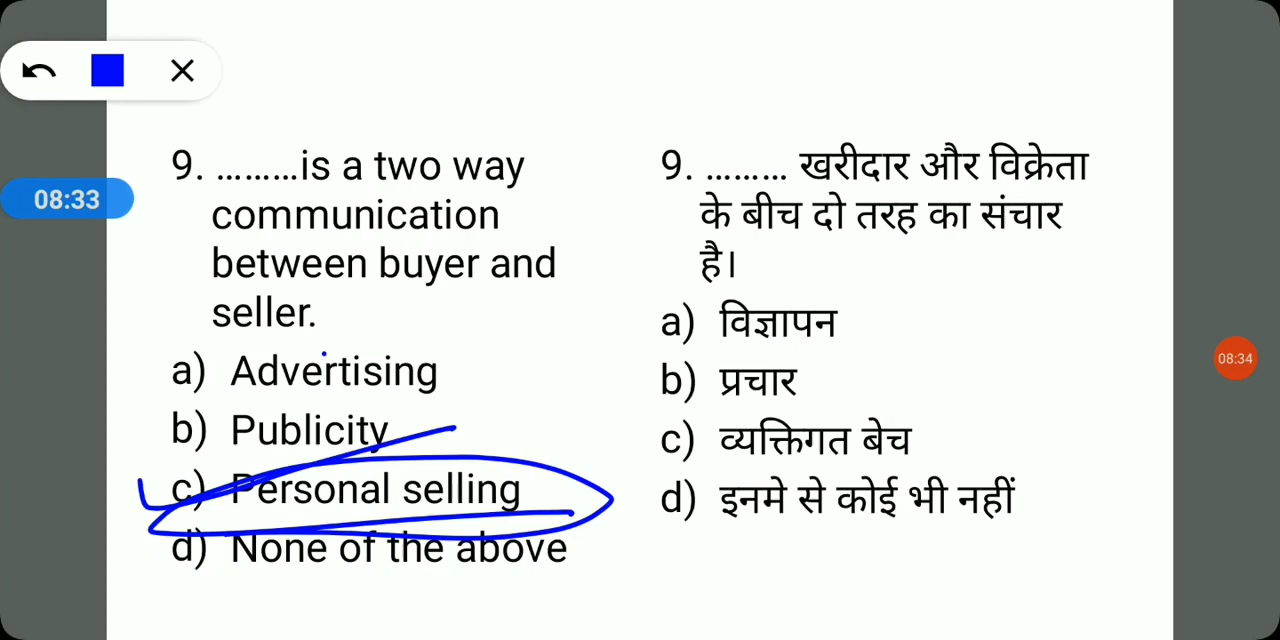 08:33
9. .........is a two way
communication
between buyer and
seller.
a) Advertising
b) Publicity
c) Personal selling
d) None of the above
9. ......... खरीदार और विक्रेता
के बीच दो तरह का संचार
है।
a) विज्ञापन
b) प्रचार
c) व्यक्तिगत बेच
d) इनमे से कोई भी नहीं
08:34